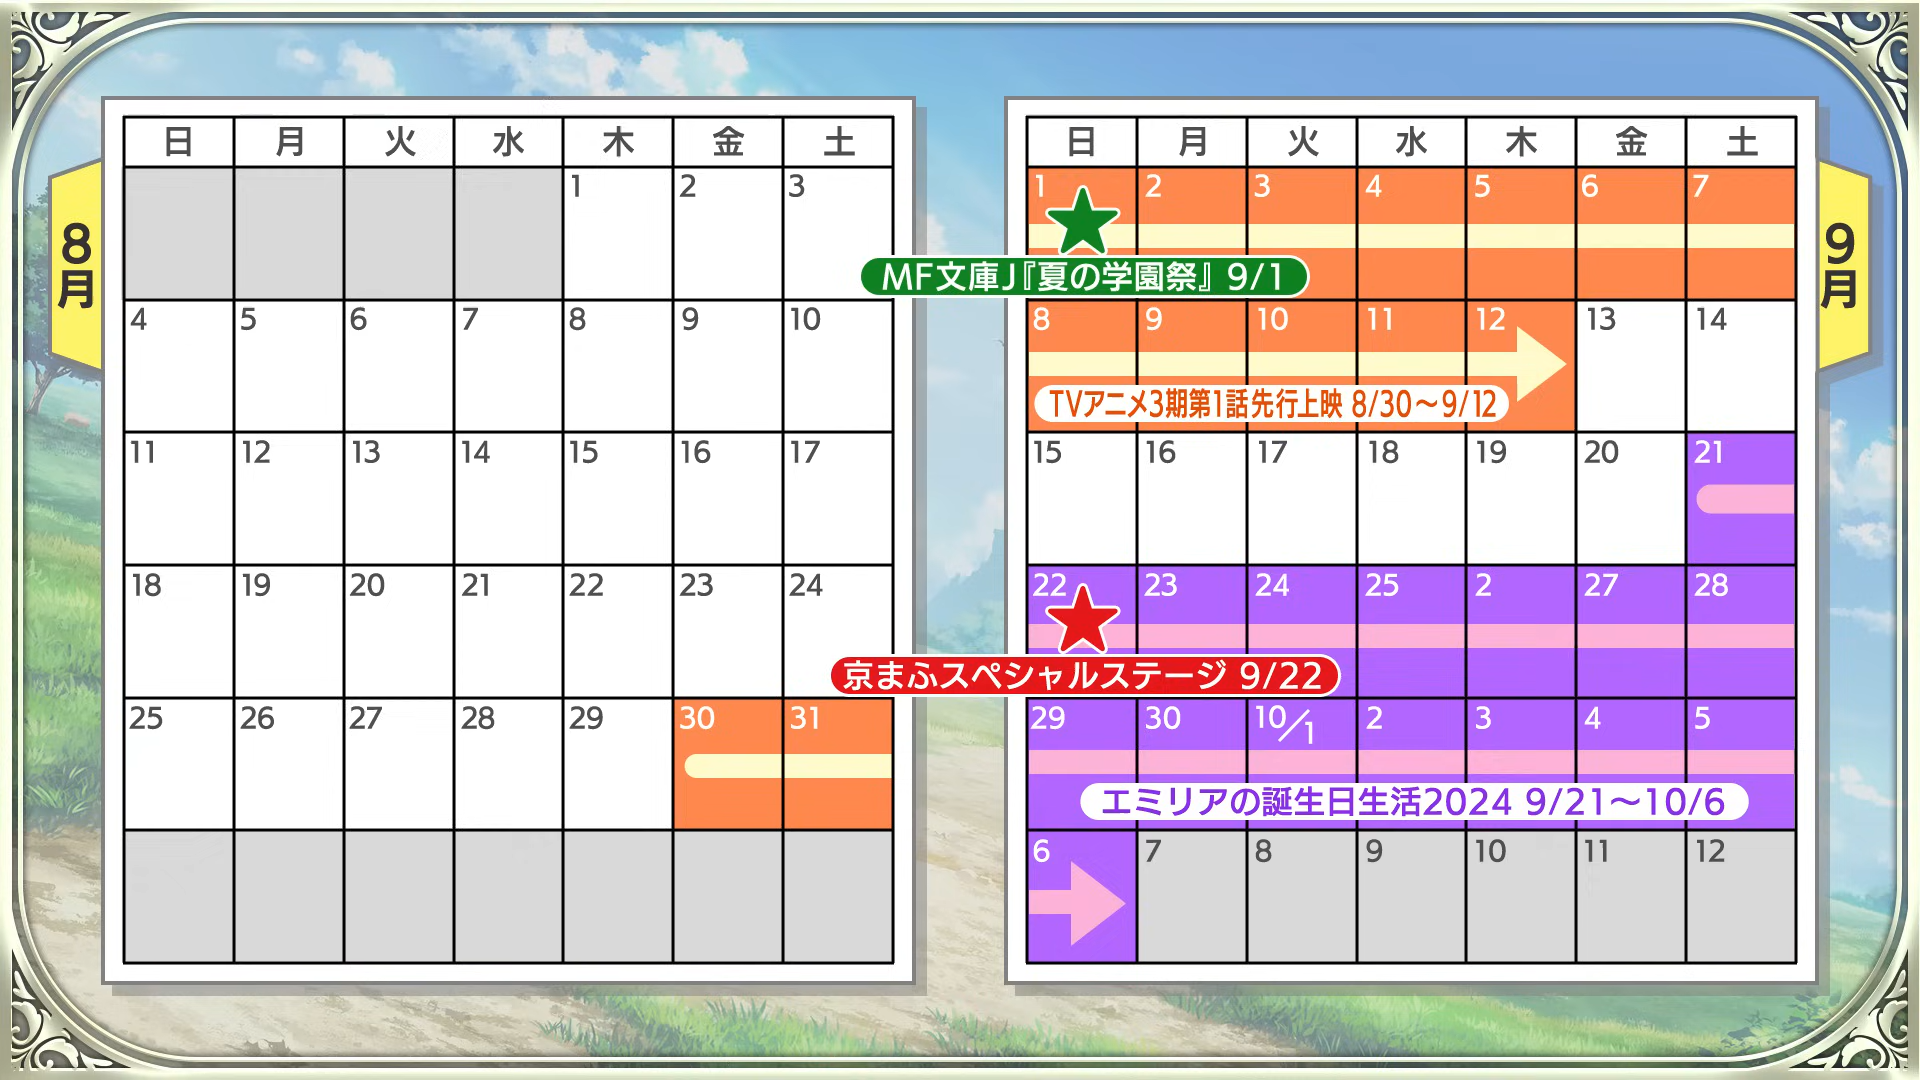 8月
日 月 火 水 木 金 土
1 2 3
4 5 6 7 8 9 10
11 12 13 14 15 16 17
18 19 20 21 22 23 24
25 26 27 28 29 30 31
9月
日 月 火 水 木 金 土
1 2 3 4 5 6 7
MF文庫J『夏の学園祭』 9/1
8 9 10 11 12 13 14
TVアニメ3期第1話先行上映 8/30～9/12
15 16 17 18 19 20 21
22 23 24 25 2 27 28
京まふスペシャルステージ 9/22
29 30 10/1 2 3 4 5
エミリアの誕生日生活2024 9/21～10/6
6 7 8 9 10 11 12